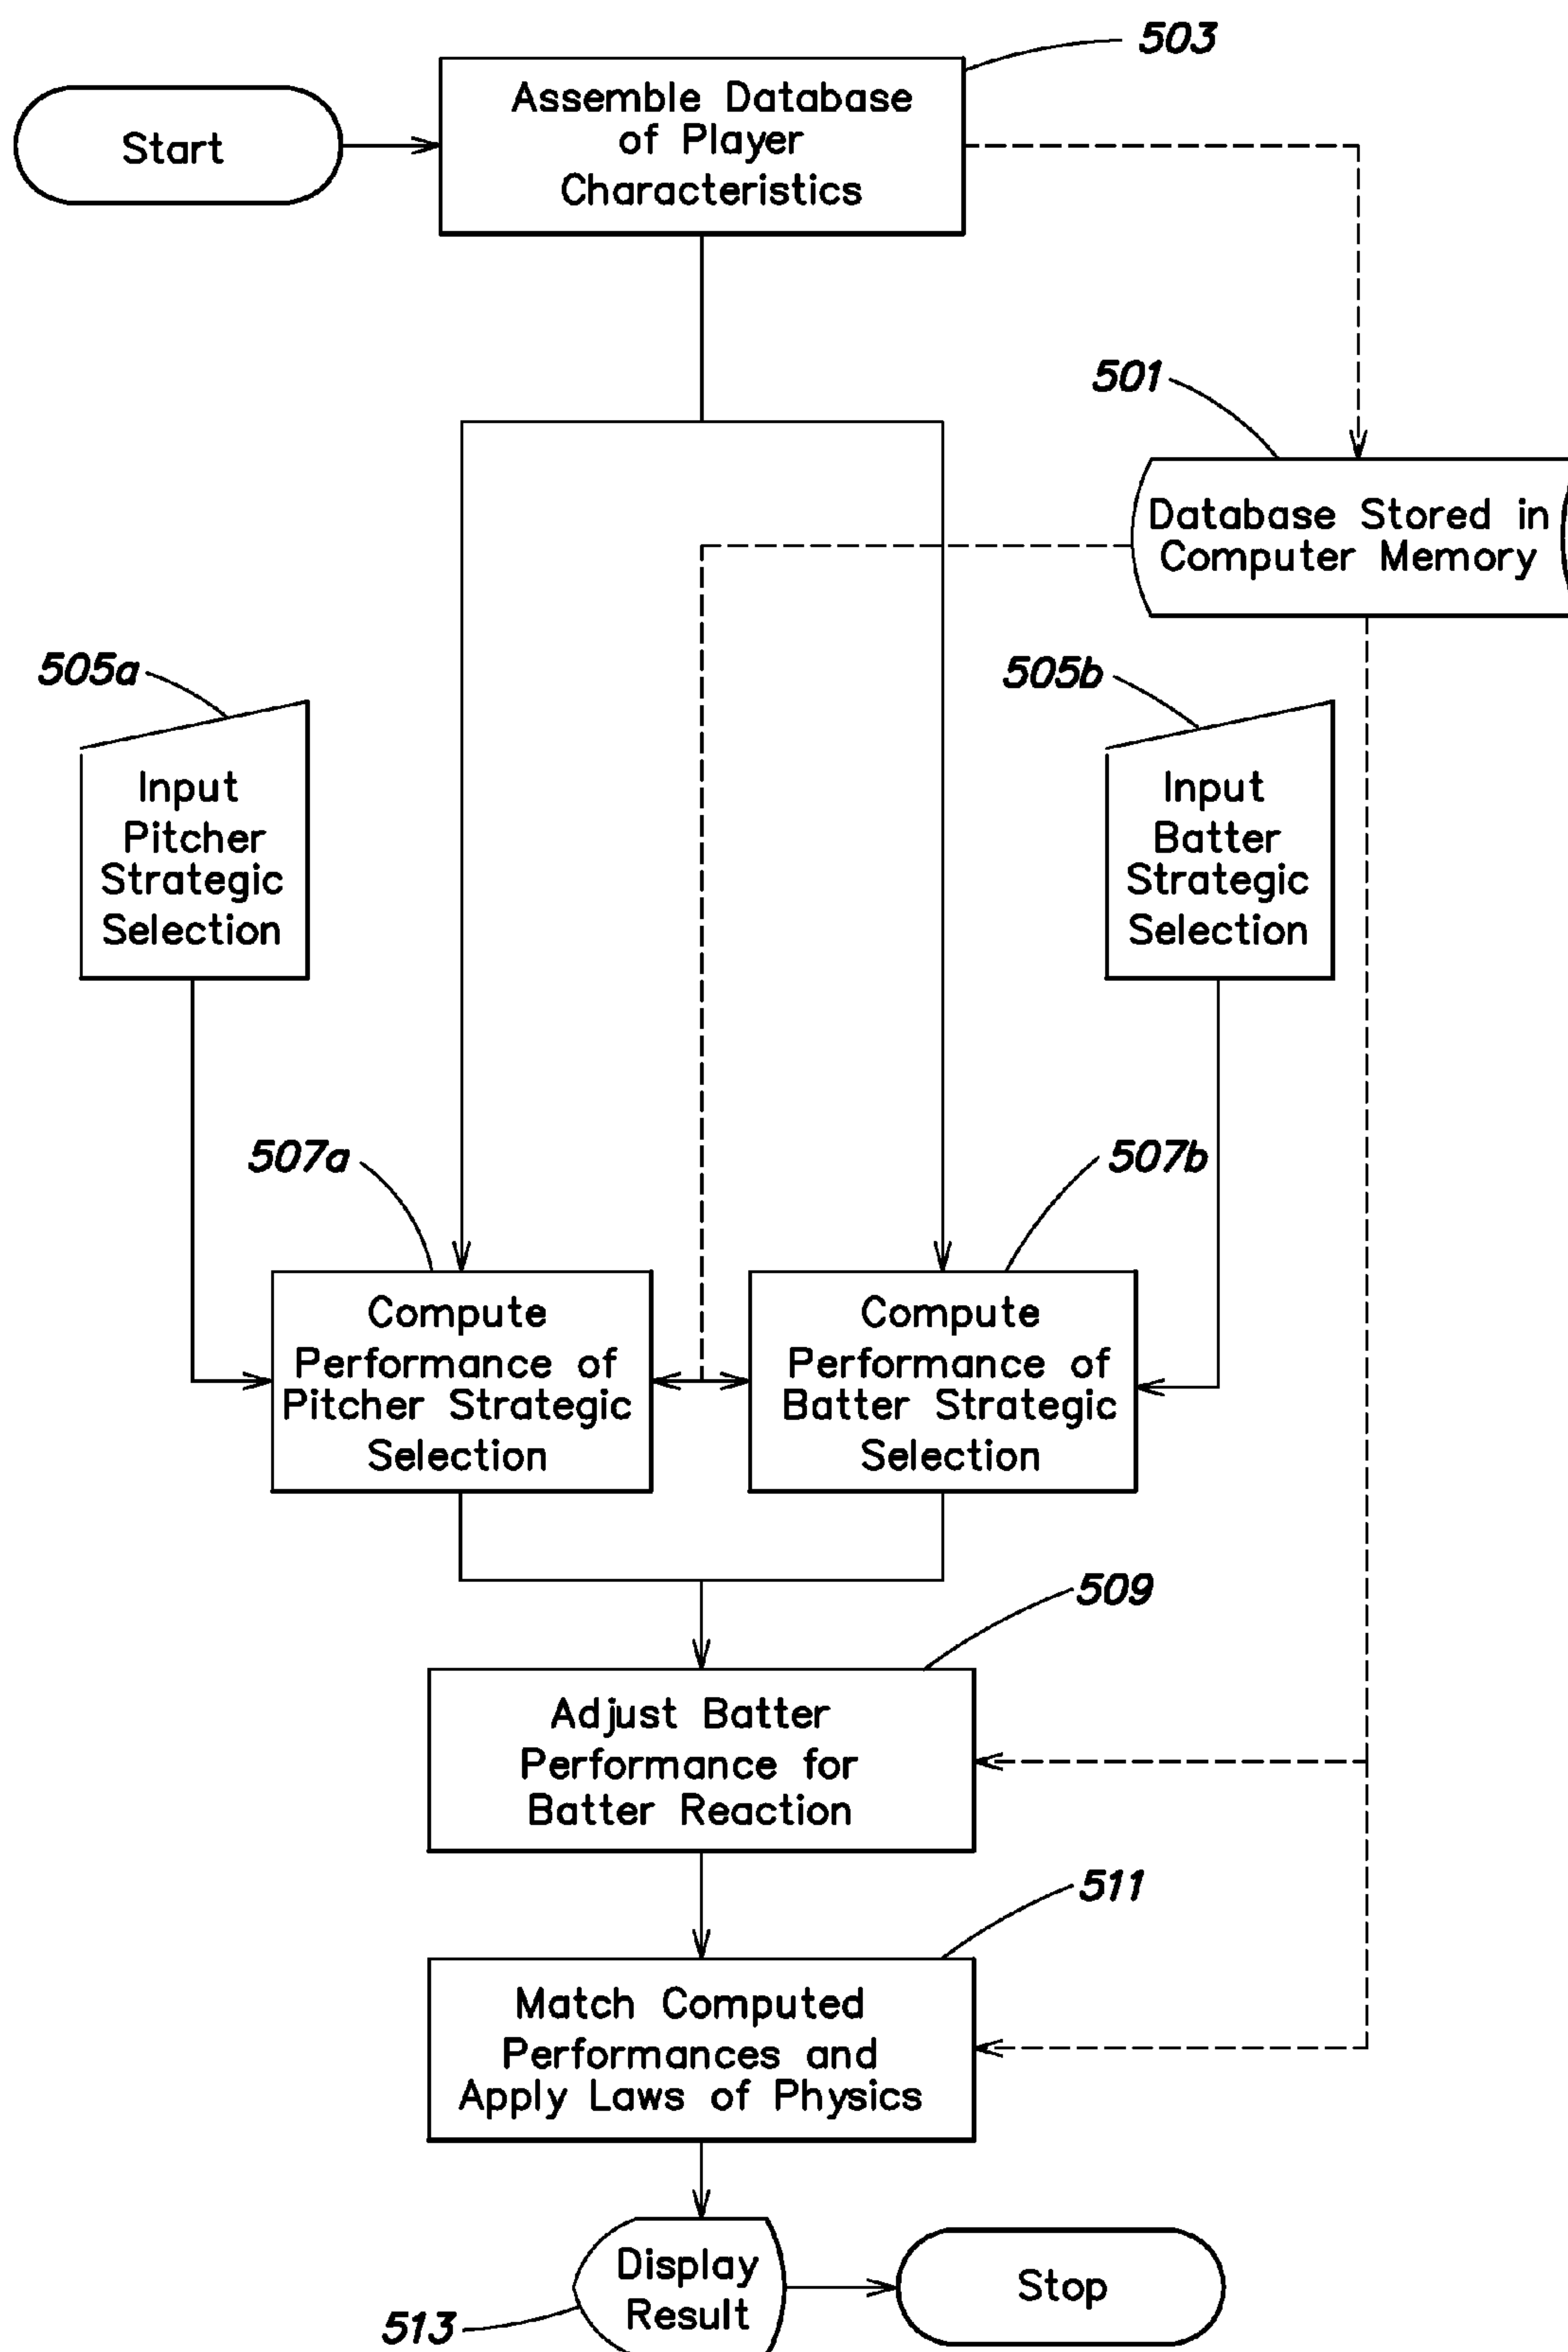 503
Start
Assemble Database
of Player
Characteristics
501
Database Stored in
Computer Memory
505a
505b
Input
Pitcher
Strategic
Selection
Input
Batter
Strategic
Selection
507a
507b
Compute
Performance of
Pitcher Strategic
Selection
Compute
Performance of
Batter Strategic
Selection
509
Adjust Batter
Performance for
Batter Reaction
511
Match Computed
Performances and
Apply Laws of Physics
Display
Result
Stop
513